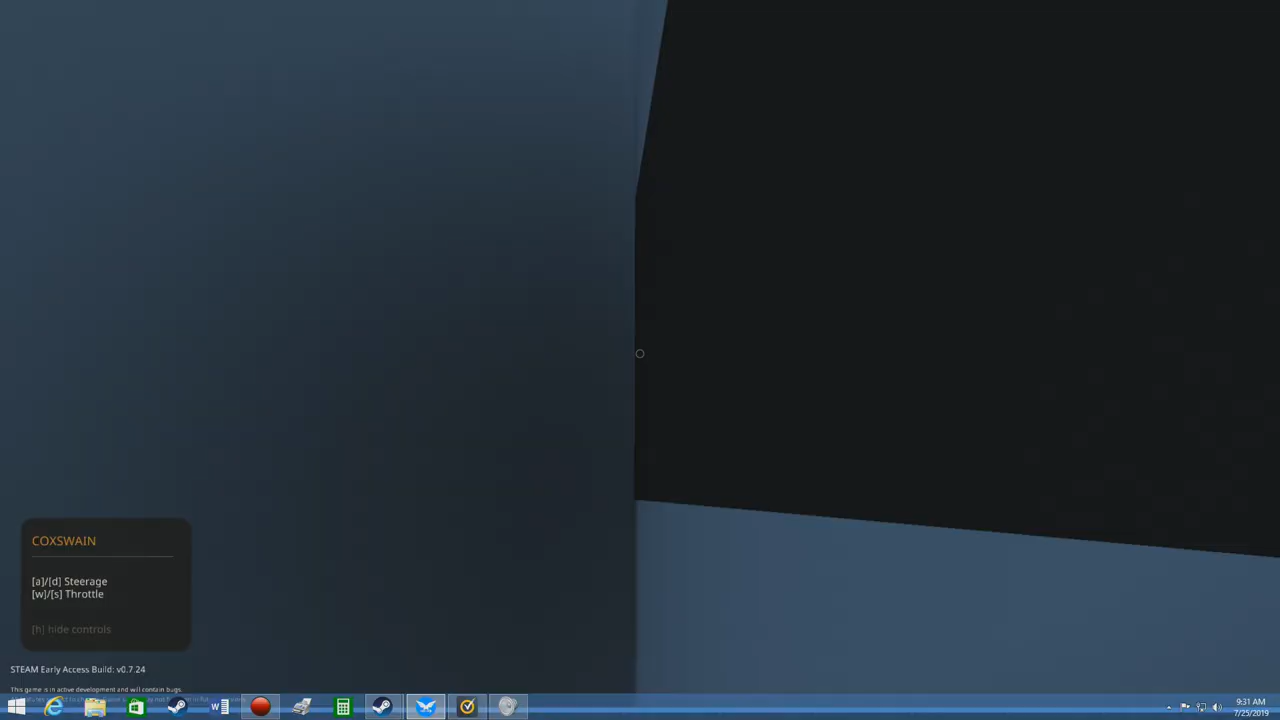 COXSWAIN
[a]/[d] Steerage
[w]/[s] Throttle
[h] hide controls
STEAM Early Access Build: v0.7.24
This game is in active development and will contain bugs.
9:31 AM
7/25/2019